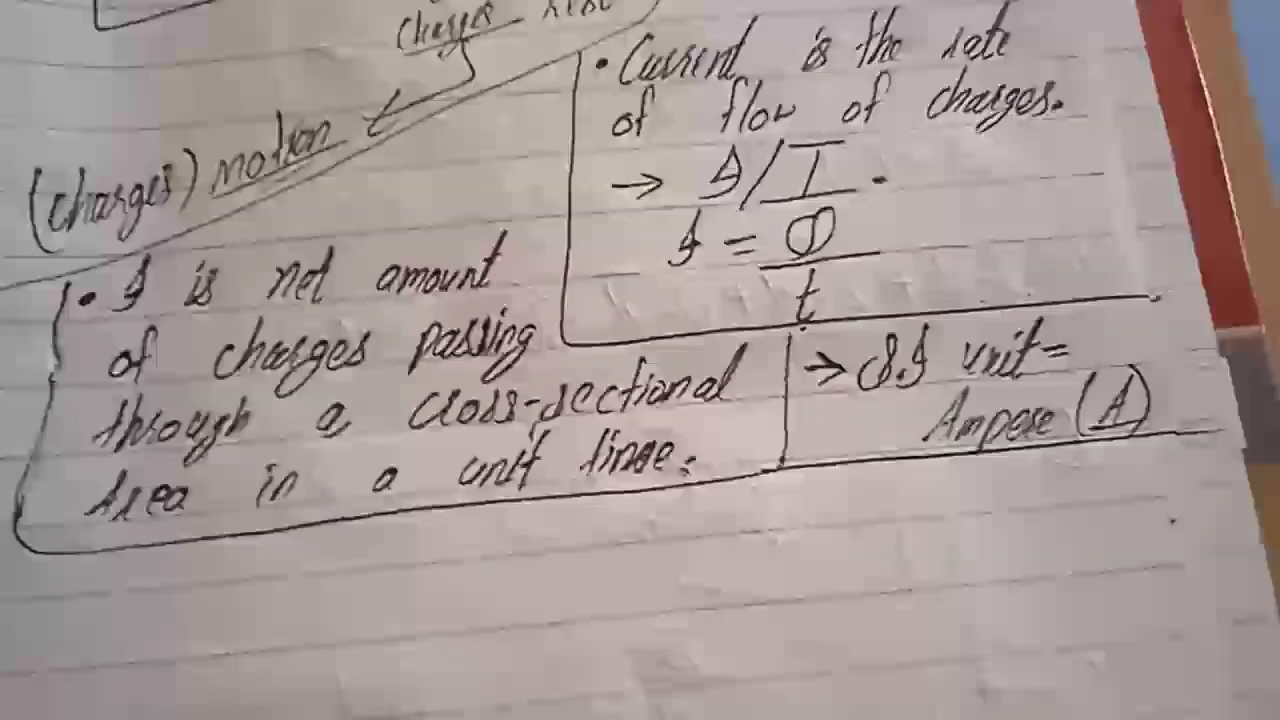 charges
(charges) motion
• Current is the rate
of flow of charges.
→ I/I.
I = Q
t
• I is net amount
of charges passing
through a cross-sectional
Area in a unit time.
→ S.I unit =
Ampere (A)